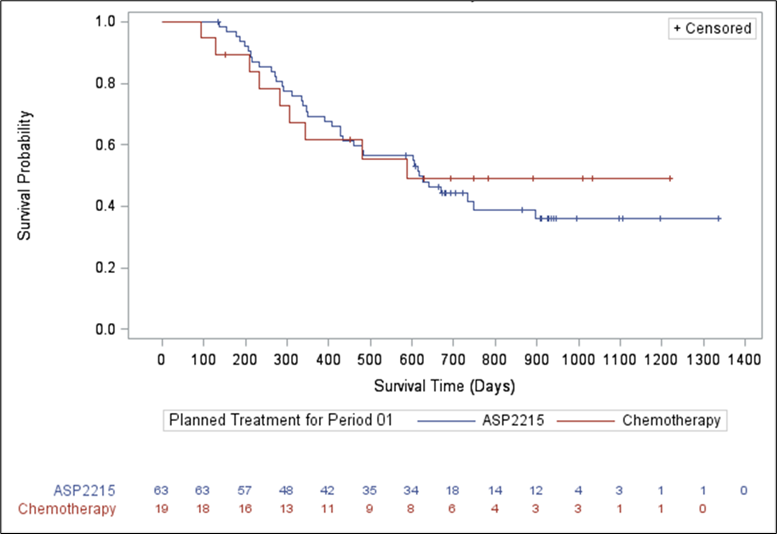 + Censored
1.0
0.8
0.6
0.4
0.2
0.0
Survival Probability
0 100 200 300 400 500 600 700 800 900 1000 1100 1200 1300 1400
Survival Time (Days)
Planned Treatment for Period 01 ASP2215 Chemotherapy
ASP2215 63 63 57 48 42 35 34 18 14 12 4 3 1 1 0
Chemotherapy 19 18 16 13 11 9 8 6 4 3 3 1 1 0